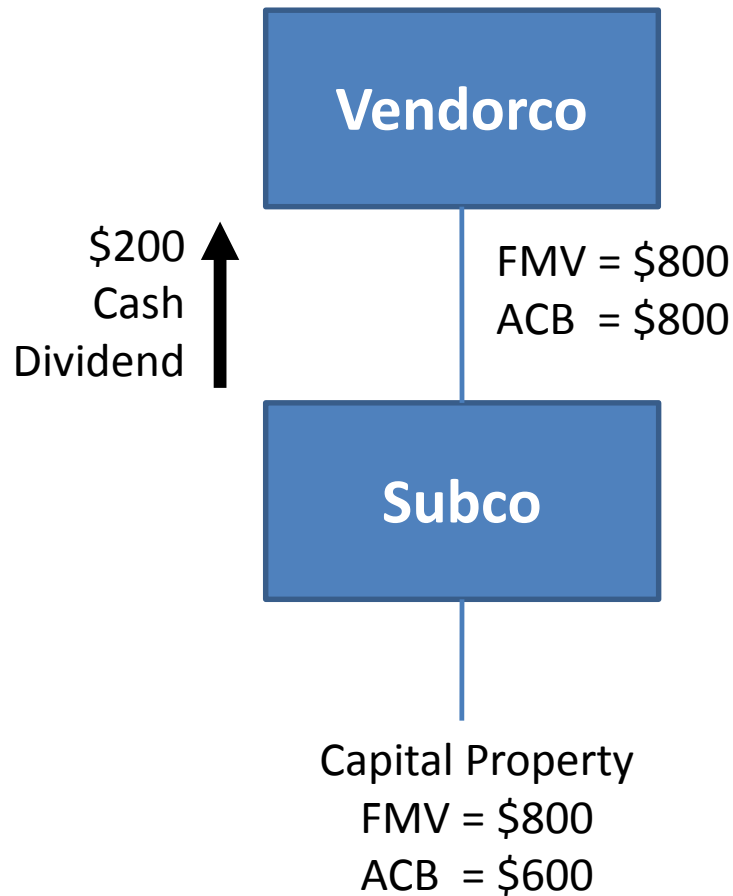 Vendorco
$200
Cash
Dividend
FMV = $800
ACB = $800
Subco
Capital Property
FMV = $800
ACB = $600